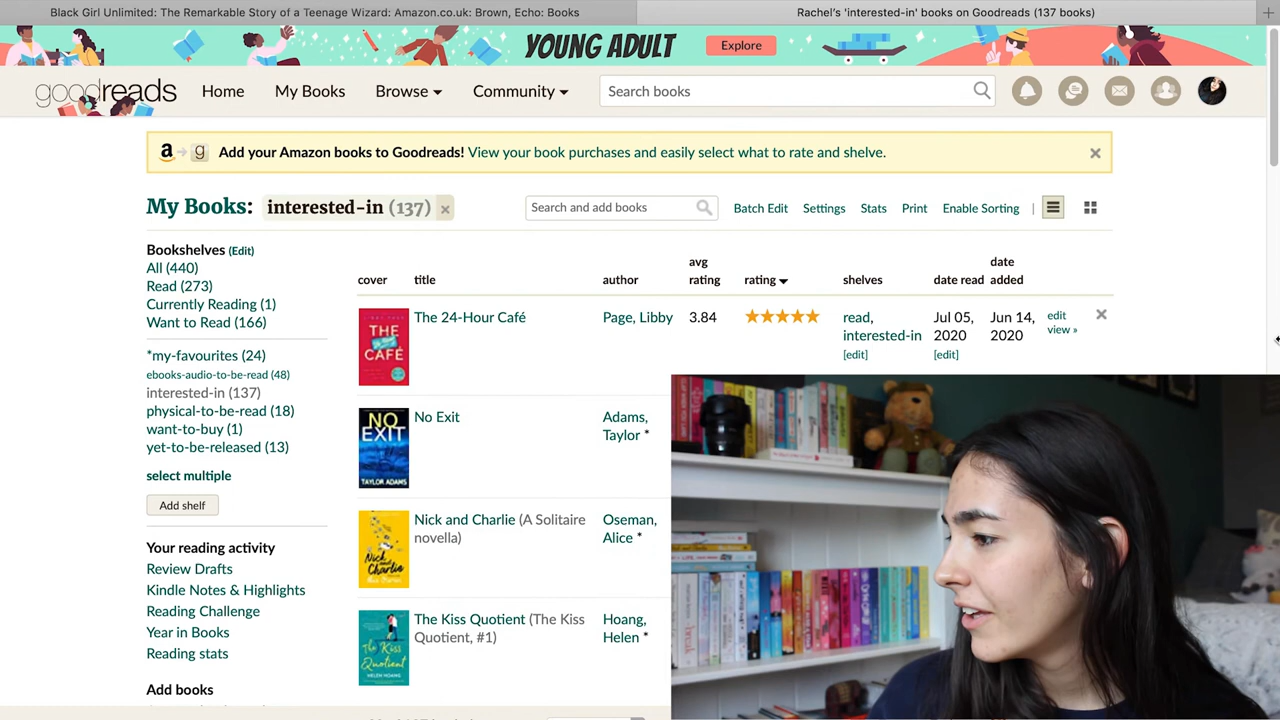 Black Girl Unlimited: The Remarkable Story of a Teenage Wizard: Amazon.co.uk: Brown, Echo: Books
Rachel's 'interested-in' books on Goodreads (137 books)
YOUNG ADULT
Explore
goodreads
Home
My Books
Browse
Community
Search books
a g Add your Amazon books to Goodreads! View your book purchases and easily select what to rate and shelve.
My Books: interested-in (137)
Search and add books
Batch Edit
Settings
Stats
Print
Enable Sorting
Bookshelves (Edit)
All (440)
Read (273)
Currently Reading (1)
Want to Read (166)
*my-favourites (24)
ebooks-audio-to-be-read (48)
interested-in (137)
physical-to-be-read (18)
want-to-buy (1)
yet-to-be-released (13)
select multiple
Add shelf
Your reading activity
Review Drafts
Kindle Notes & Highlights
Reading Challenge
Year in Books
Reading stats
Add books
cover
title
author
avg
rating
rating
shelves
date read
date
added
THE
CAFÉ
The 24-Hour Café
Page, Libby
3.84
read,
interested-in
[edit]
Jul 05,
2020
[edit]
Jun 14,
2020
edit
view »
NO
EXIT
TAYLOR ADAMS
No Exit
Adams,
Taylor *
Nick and
Charlie
Nick and Charlie (A Solitaire
novella)
Oseman,
Alice *
The Kiss
Quotient
HELEN HOANG
The Kiss Quotient (The Kiss
Quotient, #1)
Hoang,
Helen *